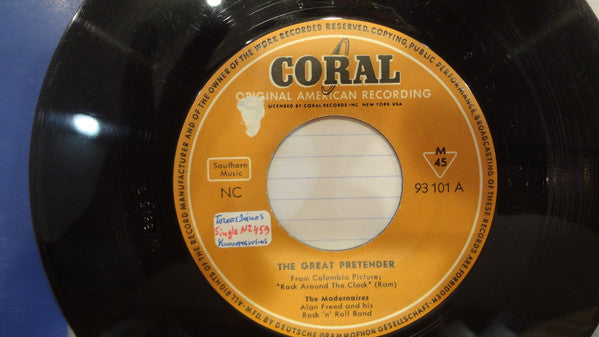 ALL RIGHTS OF THE RECORD MANUFACTURER AND OF THE OWNER OF THE WORK RECORDED RESERVED. COPYING, PUBLIC PERFORMANCE, BROADCASTING OF THESE RECORDS ARE FORBIDDEN.
CORAL
ORIGINAL AMERICAN RECORDING
LICENSED BY CORAL RECORDS INC. NEW YORK, USA
Southern
Music
NC
M
45
93 101 A
Single No 459
THE GREAT PRETENDER
From Columbia Picture:
"Rock Around The Clock" (Ram)
The Modernaires
Alan Freed and his
Rock 'n' Roll Band
MFD. BY DEUTSCHE GRAMMOPHON GESELLSCHAFT